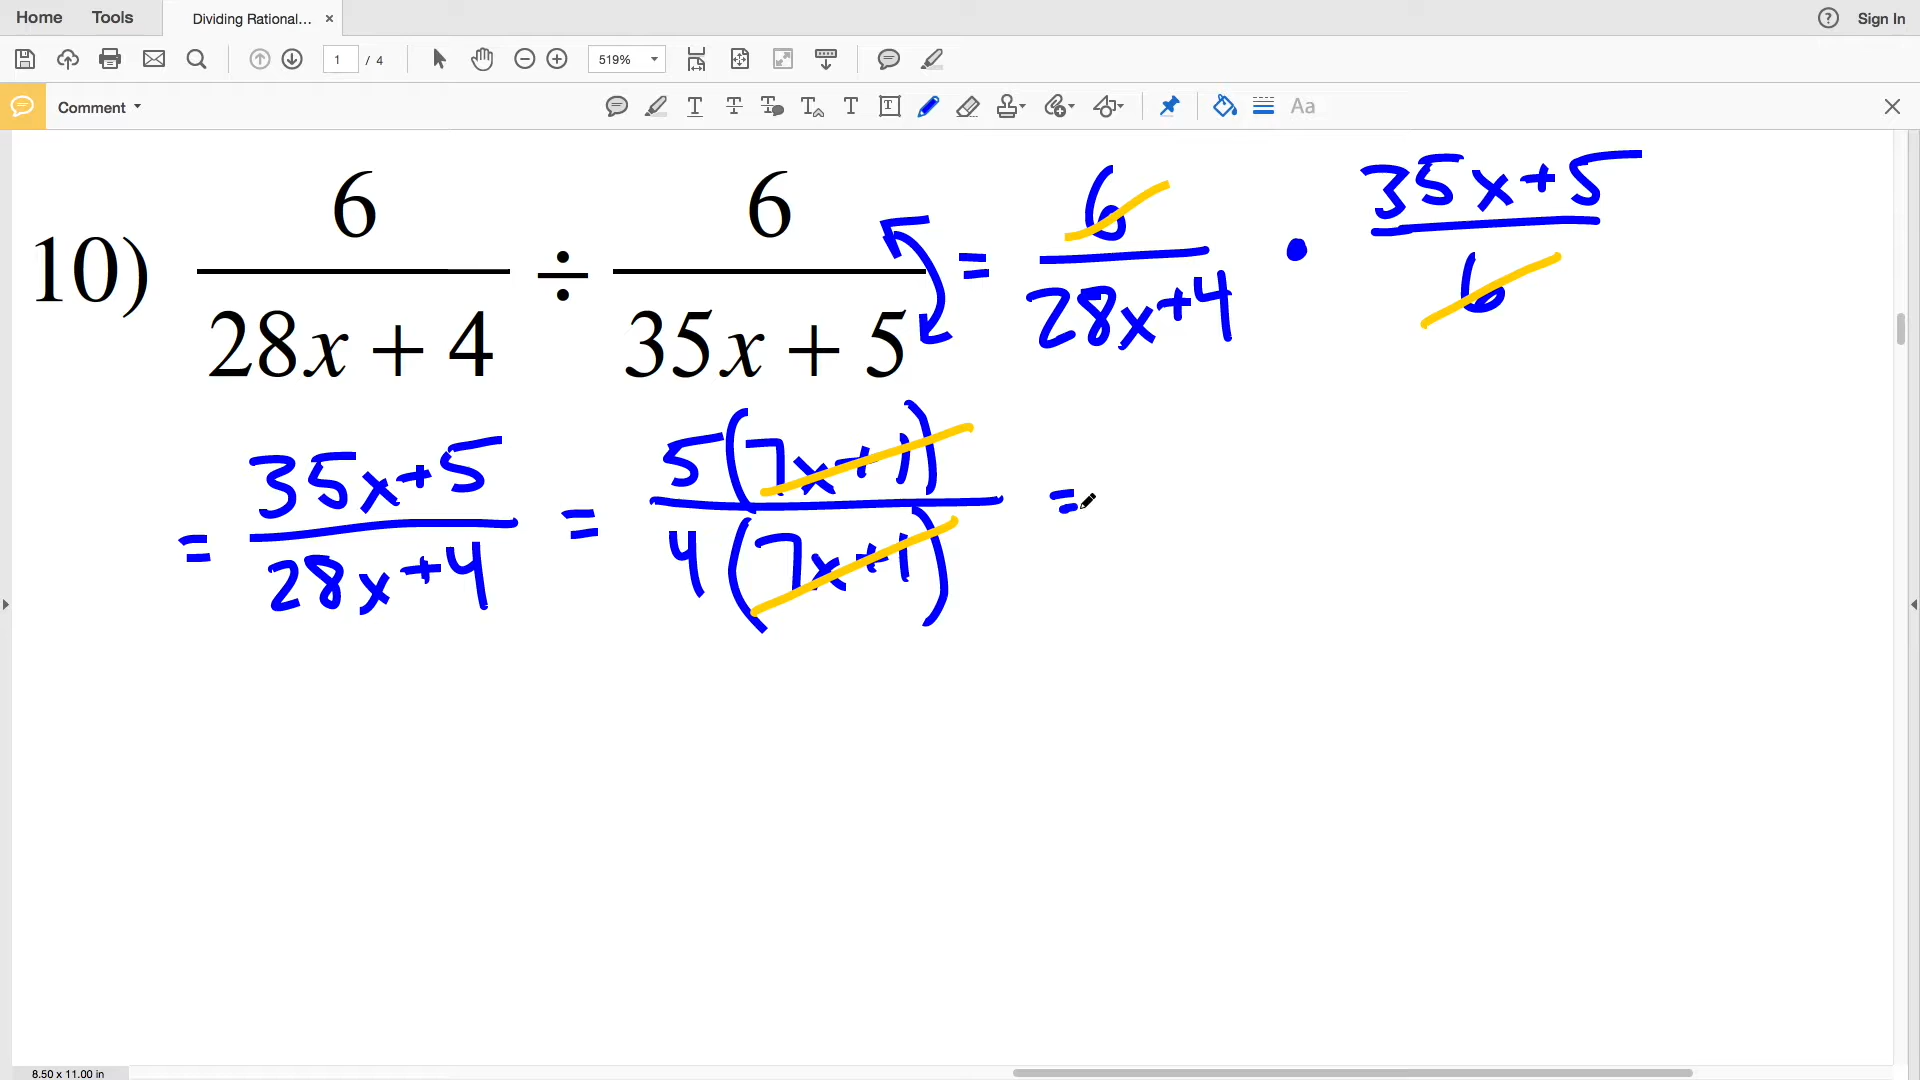 Home Tools Dividing Rational... × ? Sign In
1 / 4 519%
Comment Aa
10) 6/(28x + 4) ÷ 6/(35x + 5) = 6/(28x+4) • (35x+5)/6
= (35x+5)/(28x+4) = 5(7x+1)/4(7x+1) =
8.50 x 11.00 in